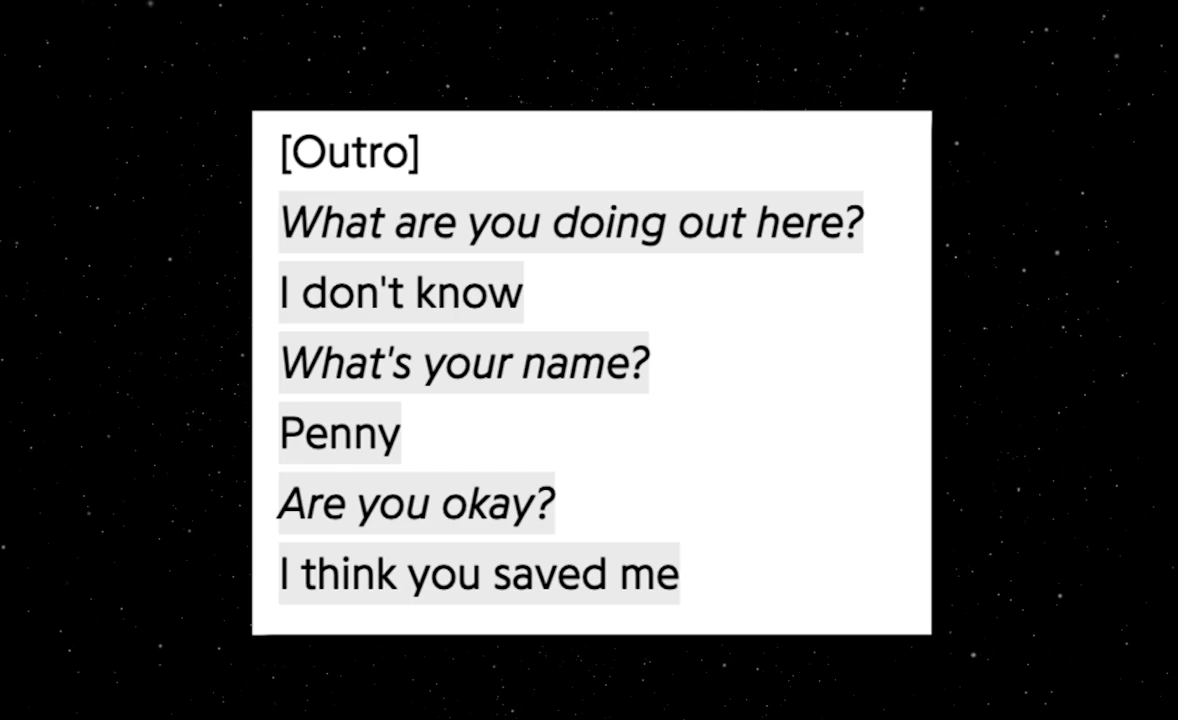 [Outro]
What are you doing out here?
I don't know
What's your name?
Penny
Are you okay?
I think you saved me